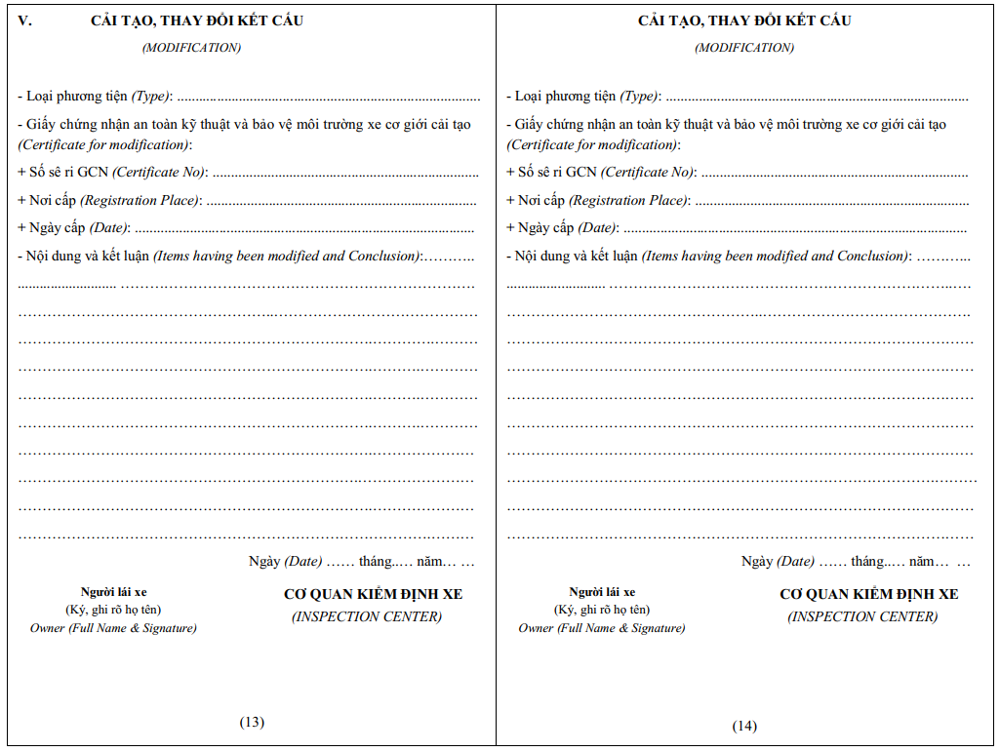 V. CẢI TẠO, THAY ĐỔI KẾT CẤU
(MODIFICATION)
- Loại phương tiện (Type): ...................................................................................
- Giấy chứng nhận an toàn kỹ thuật và bảo vệ môi trường xe cơ giới cải tạo
(Certificate for modification):
+ Số sê ri GCN (Certificate No): .........................................................................
+ Nơi cấp (Registration Place): ..........................................................................
+ Ngày cấp (Date): .............................................................................................
- Nội dung và kết luận (Items having been modified and Conclusion):………..
........................... ……………………………………………………………………
………………………………………………..……………………………………
……………………………………………………………………………..…………
……………………………………………………………………………..…………
……………………………………………………………………………..…………
……………………………………………………………………………..…………
……………………………………………………………………………..…………
……………………………………………………………………………..…………
……………………………………………………………………………..…………
……………………………………………………………………………..…………
Ngày (Date) …… tháng..… năm… …
Người lái xe
(Ký, ghi rõ họ tên)
Owner (Full Name & Signature)
CƠ QUAN KIỂM ĐỊNH XE
(INSPECTION CENTER)
(13)
CẢI TẠO, THAY ĐỔI KẾT CẤU
(MODIFICATION)
- Loại phương tiện (Type): ...................................................................................
- Giấy chứng nhận an toàn kỹ thuật và bảo vệ môi trường xe cơ giới cải tạo
(Certificate for modification):
+ Số sê ri GCN (Certificate No): .........................................................................
+ Nơi cấp (Registration Place): ...........................................................................
+ Ngày cấp (Date): ..............................................................................................
- Nội dung và kết luận (Items having been modified and Conclusion): ………...
........................... …………………………………………………………………..….
………………………………………………..…………………………………….
……………………………………………………………………………..…………
……………………………………………………………………………..…………
……………………………………………………………………………..…………
……………………………………………………………………………..…………
……………………………………………………………………………..…………
……………………………………………………………………………..…………
……………………………………………………………………………..…………
……………………………………………………………………………..…………
Ngày (Date) …… tháng..… năm… …
Người lái xe
(Ký, ghi rõ họ tên)
Owner (Full Name & Signature)
CƠ QUAN KIỂM ĐỊNH XE
(INSPECTION CENTER)
(14)